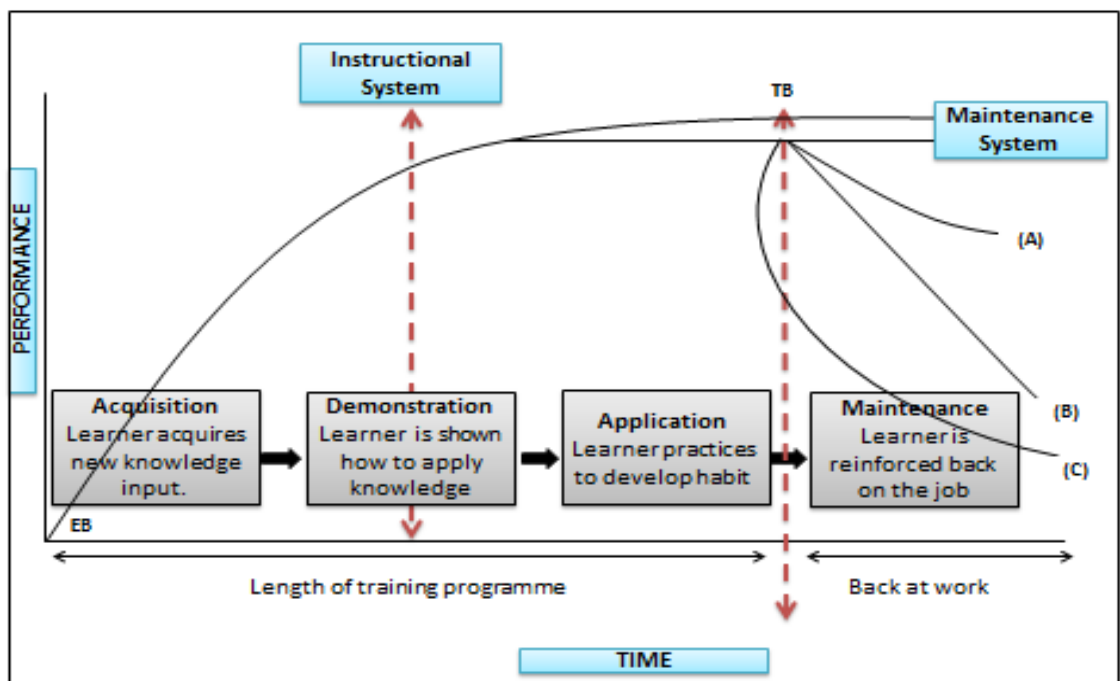 Instructional
System
TB
Maintenance
System
PERFORMANCE
(A)
Acquisition
Learner acquires
new knowledge
input.
Demonstration
Learner is shown
how to apply
knowledge
Application
Learner practices
to develop habit
Maintenance
Learner is
reinforced back
on the job
(B)
(C)
EB
Length of training programme
Back at work
TIME